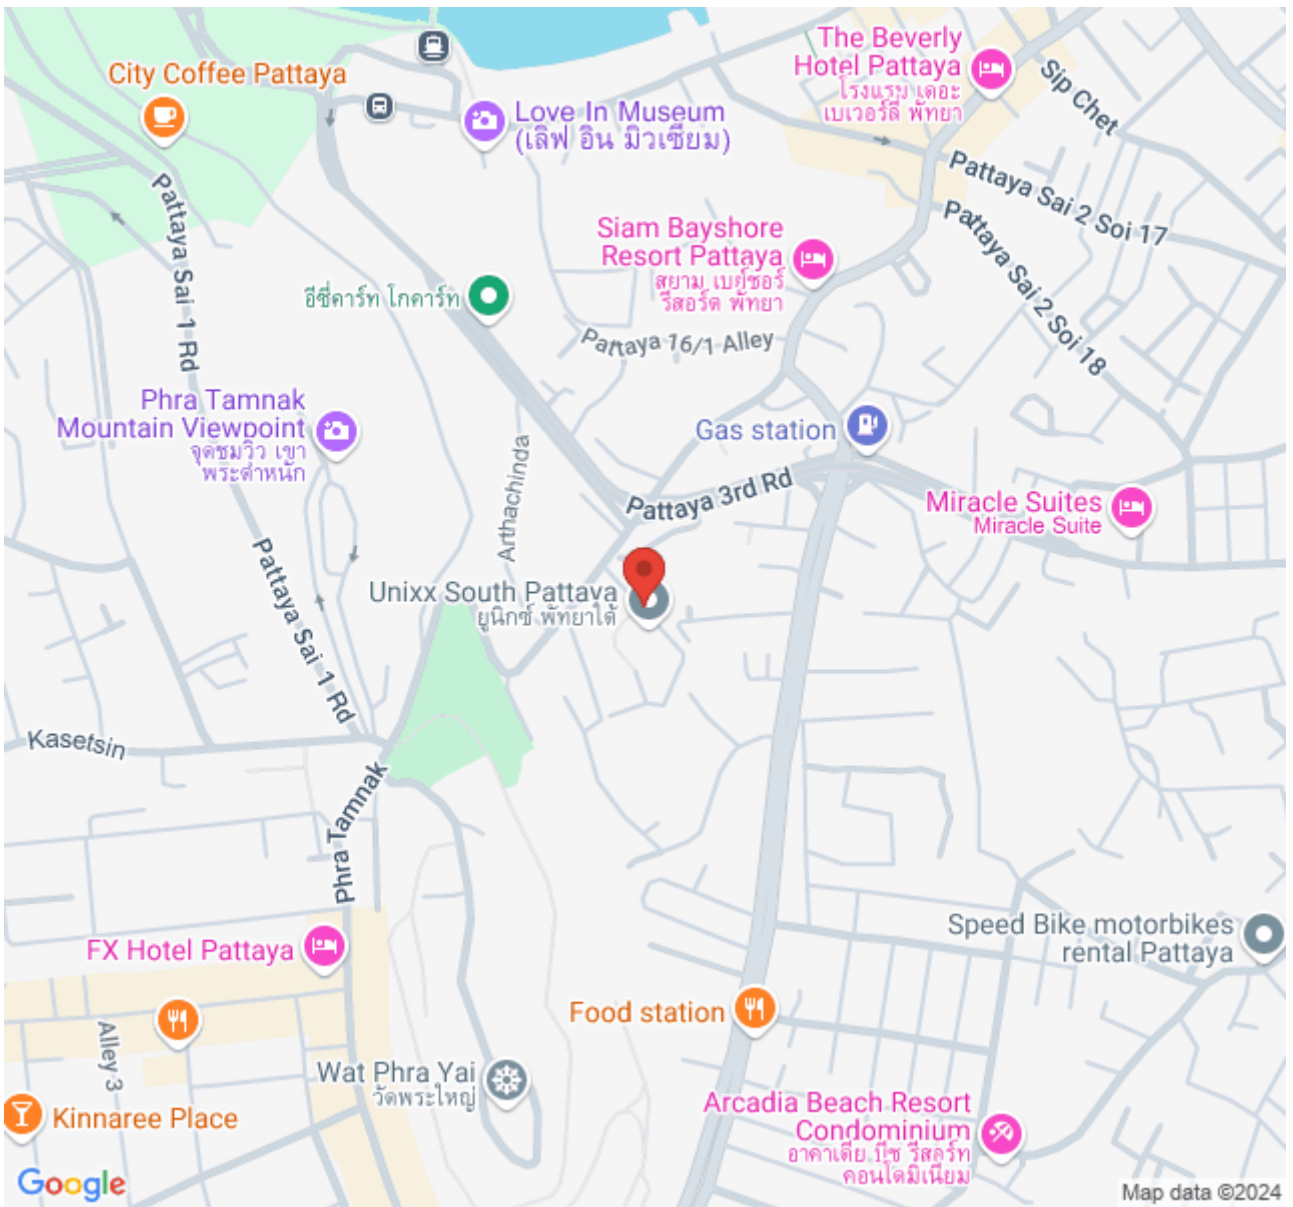 The Beverly
Hotel Pattaya
โรงแรม เดอะ
เบเวอร์ลี่ พัทยา
Sip Chet
City Coffee Pattaya
Love In Museum
(เลิฟ อิน มิวเซียม)
Pattaya Sai 2 Soi 17
Pattaya Sai 2 Soi 18
Pattaya Sai 1 Rd
Siam Bayshore
Resort Pattaya
สยาม เบย์ชอร์
รีสอร์ต พัทยา
อีซี่คาร์ท โกคาร์ท
Pattaya 16/1 Alley
Phra Tamnak
Mountain Viewpoint
จุดชมวิว เขา
พระตำหนัก
Gas station
Arthachinda
Pattaya 3rd Rd
Miracle Suites
Miracle Suite
Pattaya Sai 1 Rd
Unixx South Pattaya
ยูนิกซ์ พัทยาใต้
Kasetsin
Phra Tamnak
FX Hotel Pattaya
Speed Bike motorbikes
rental Pattaya
Food station
Alley 3
Wat Phra Yai
วัดพระใหญ่
Kinnaree Place
Arcadia Beach Resort
Condominium
อาคาเดีย บีช รีสอร์ท
คอนโดมิเนียม
Google
Map data ©2024